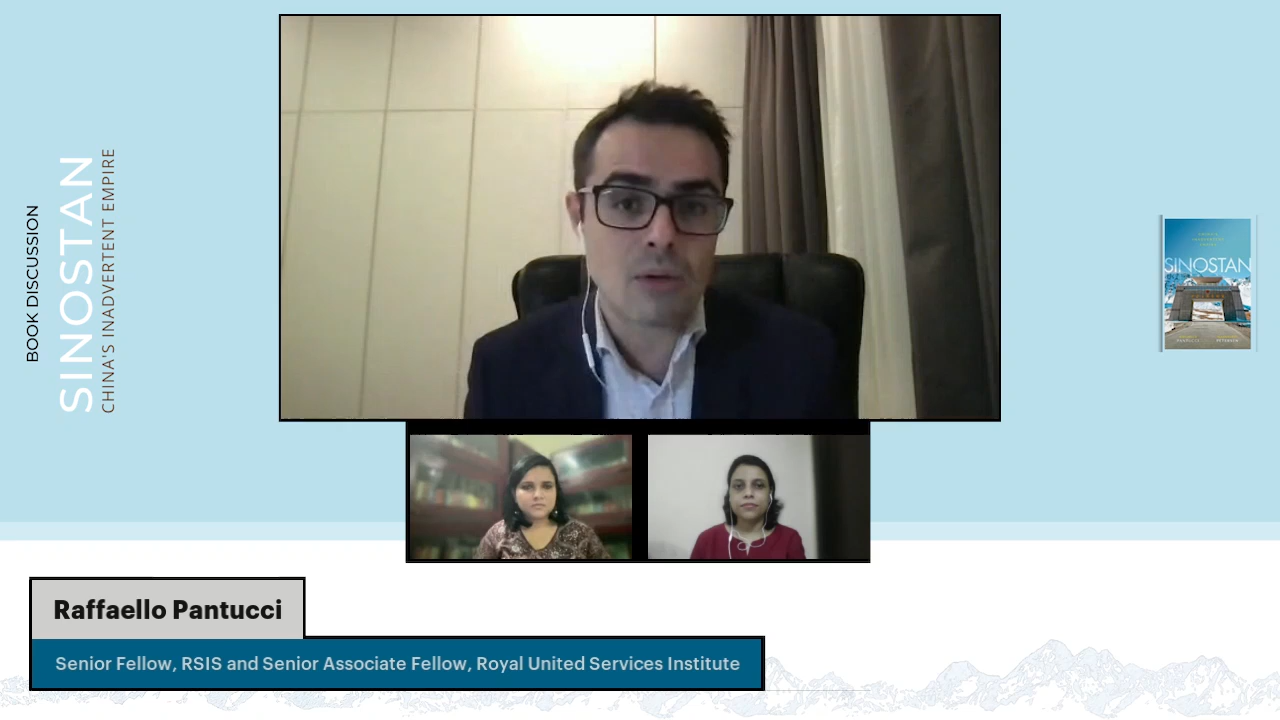 BOOK DISCUSSION
SINOSTAN
CHINA'S INADVERTENT EMPIRE
SINOSTAN
Raffaello Pantucci
Senior Fellow, RSIS and Senior Associate Fellow, Royal United Services Institute